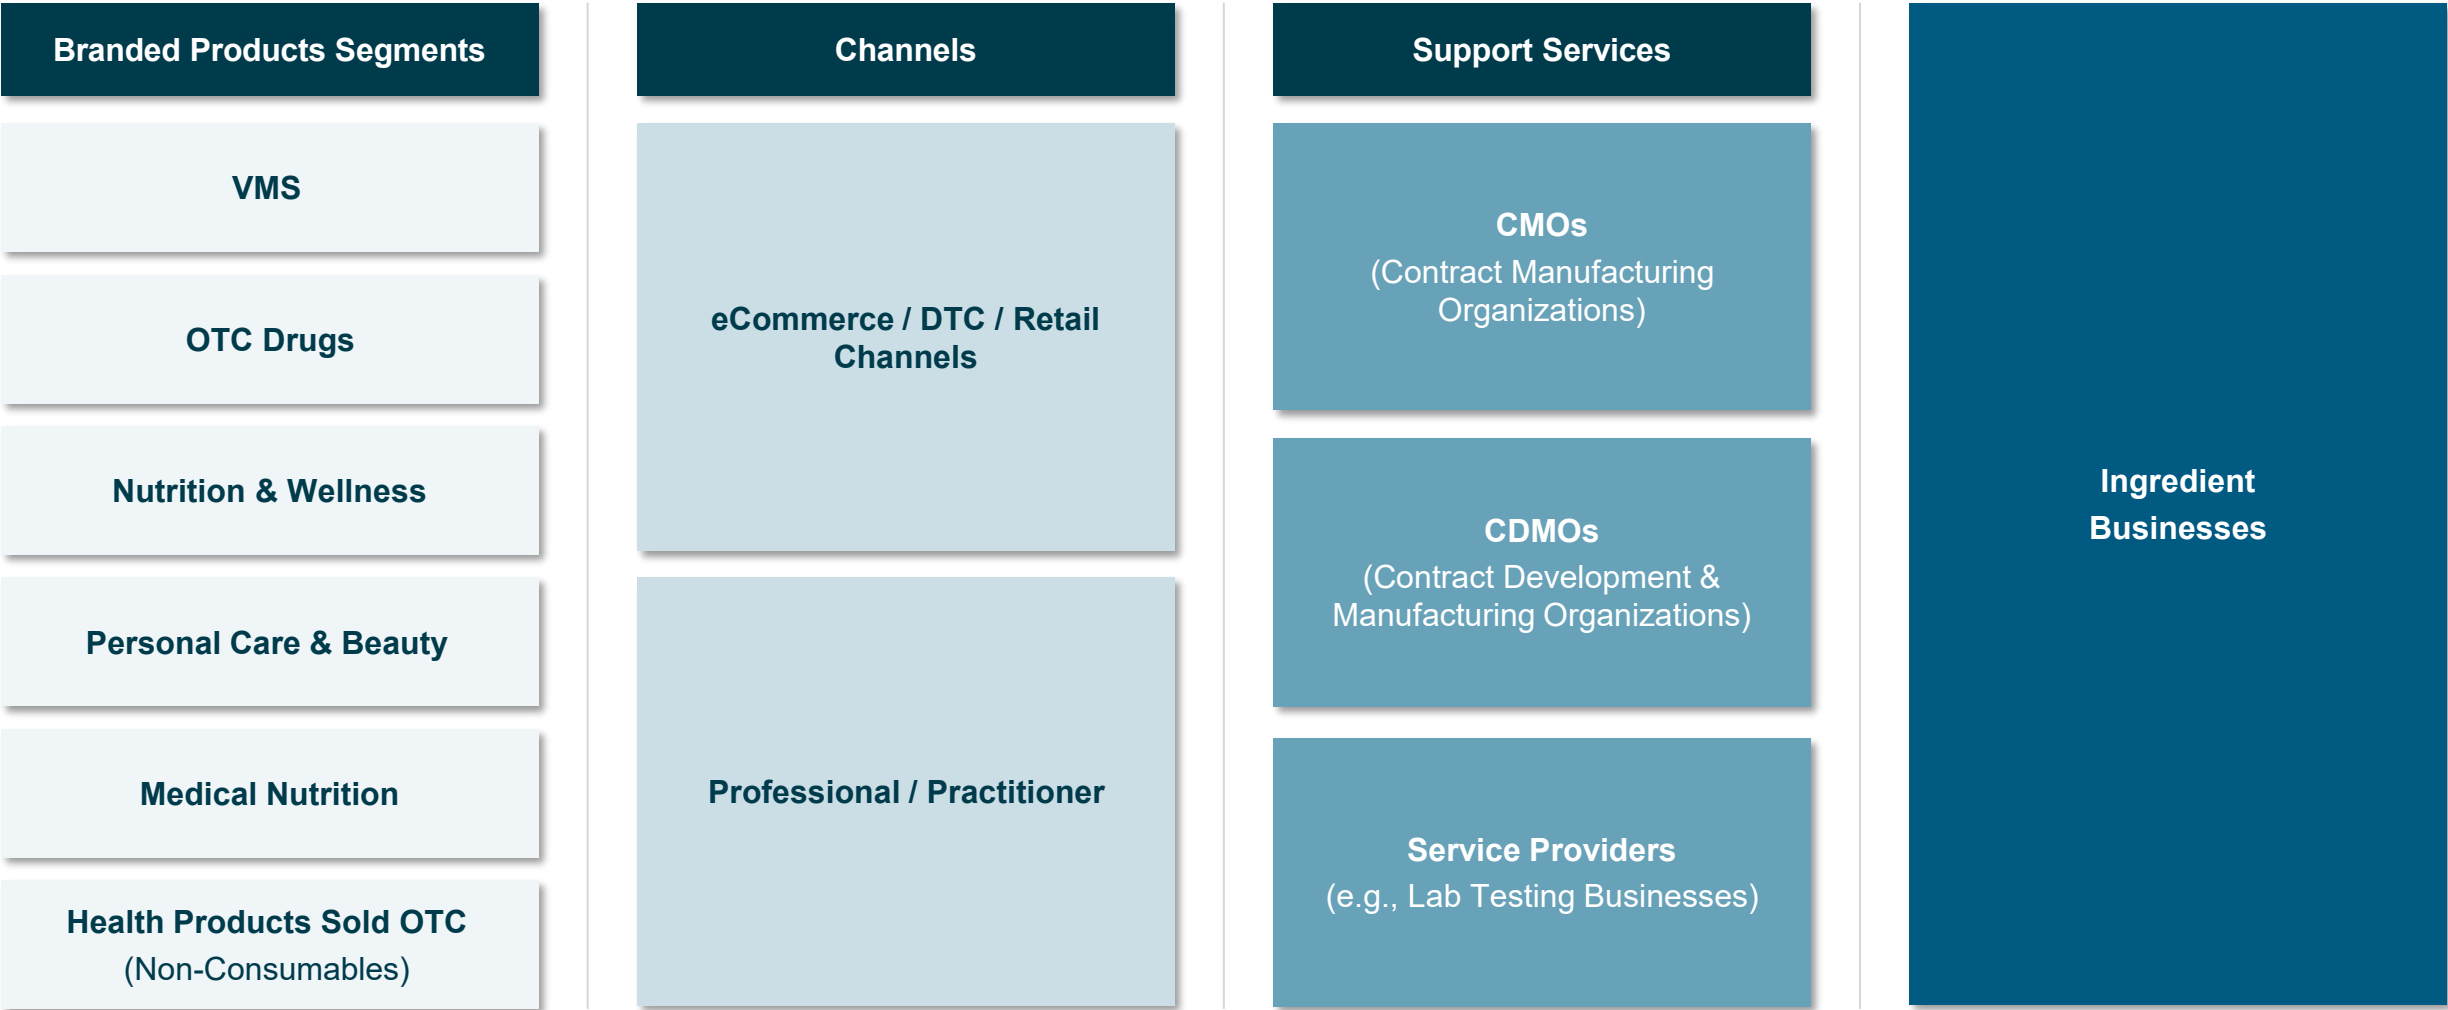 Branded Products Segments
VMS
OTC Drugs
Nutrition & Wellness
Personal Care & Beauty
Medical Nutrition
Health Products Sold OTC
(Non-Consumables)
Channels
eCommerce / DTC / Retail
Channels
Professional / Practitioner
Support Services
CMOs
(Contract Manufacturing
Organizations)
CDMOs
(Contract Development &
Manufacturing Organizations)
Service Providers
(e.g., Lab Testing Businesses)
Ingredient
Businesses